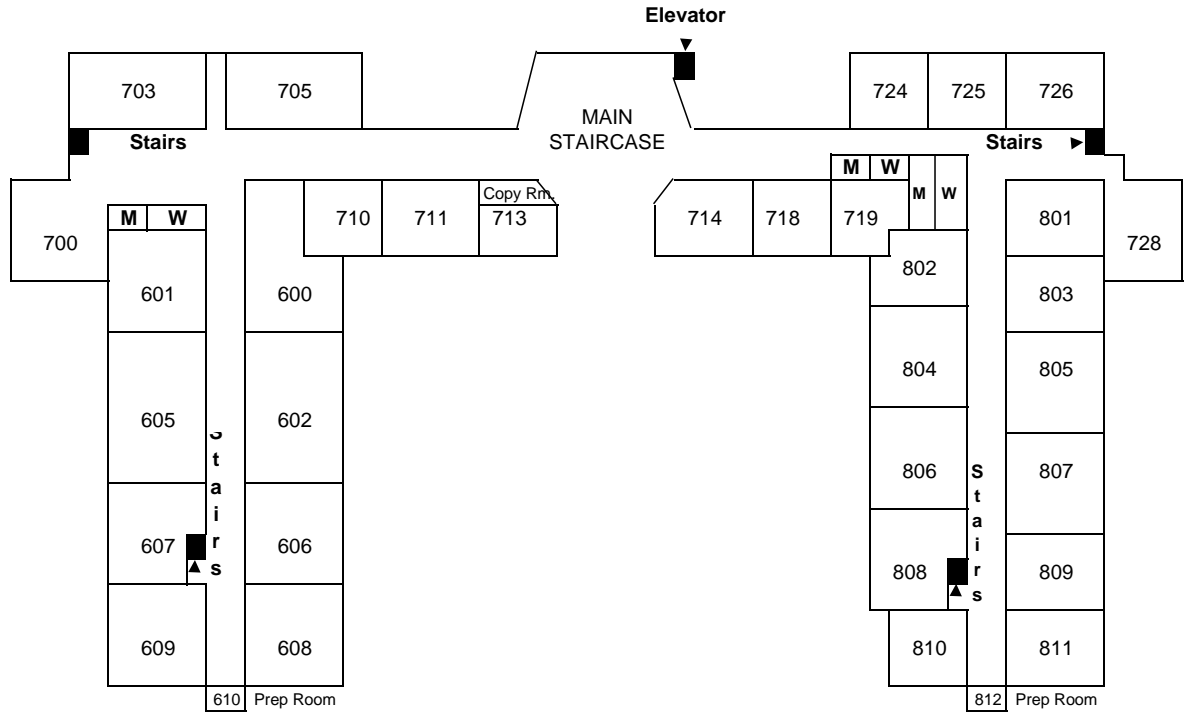 Elevator
703
705
MAIN
STAIRCASE
724
725
726
Stairs
Stairs
M
W
M
W
Copy Rm.
710
711
713
714
718
719
801
700
M
W
728
802
601
600
803
804
805
605
602
Stairs
806
807
Stairs
607
606
808
809
609
608
810
811
610
Prep Room
812
Prep Room